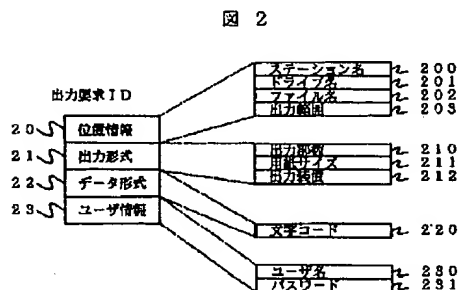 図 2
出力要求ID
20 位置情報
21 出力形式
22 データ形式
23 ユーザ情報
ステーション名 200
ドライブ名 201
ファイル名 202
出力範囲 203
出力部数 210
用紙サイズ 211
出力装置 212
文字コード 220
ユーザ名 230
パスワード 231